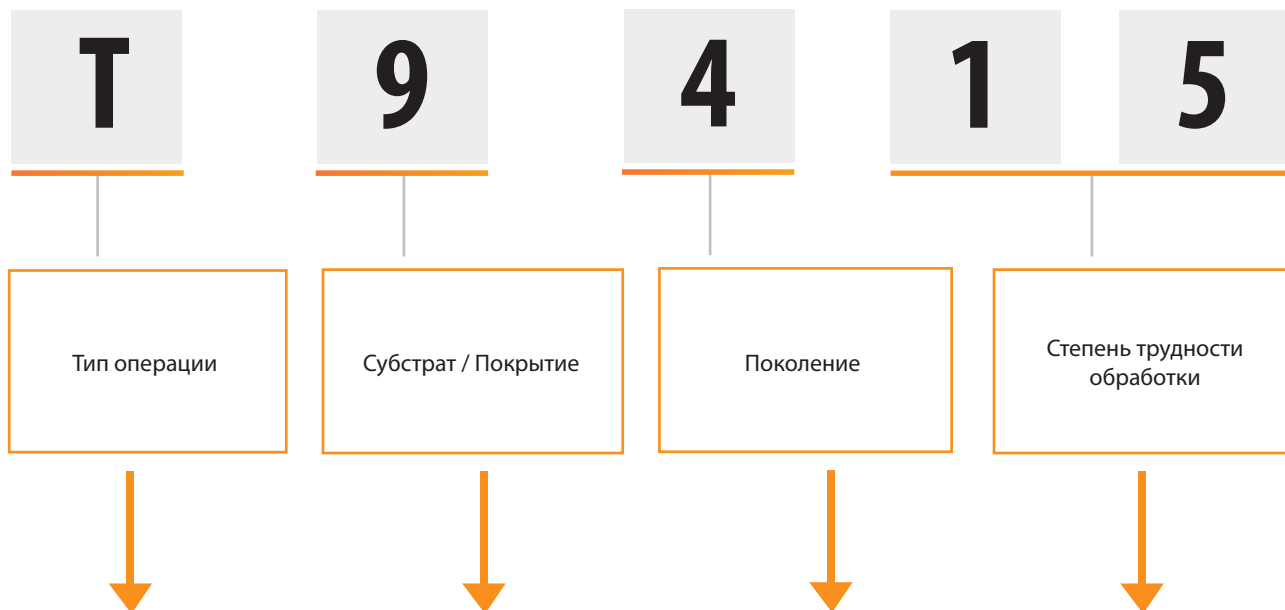 T 9 4 1 5
Тип операции
Субстрат / Покрытие
Поколение
Степень трудности
обработки